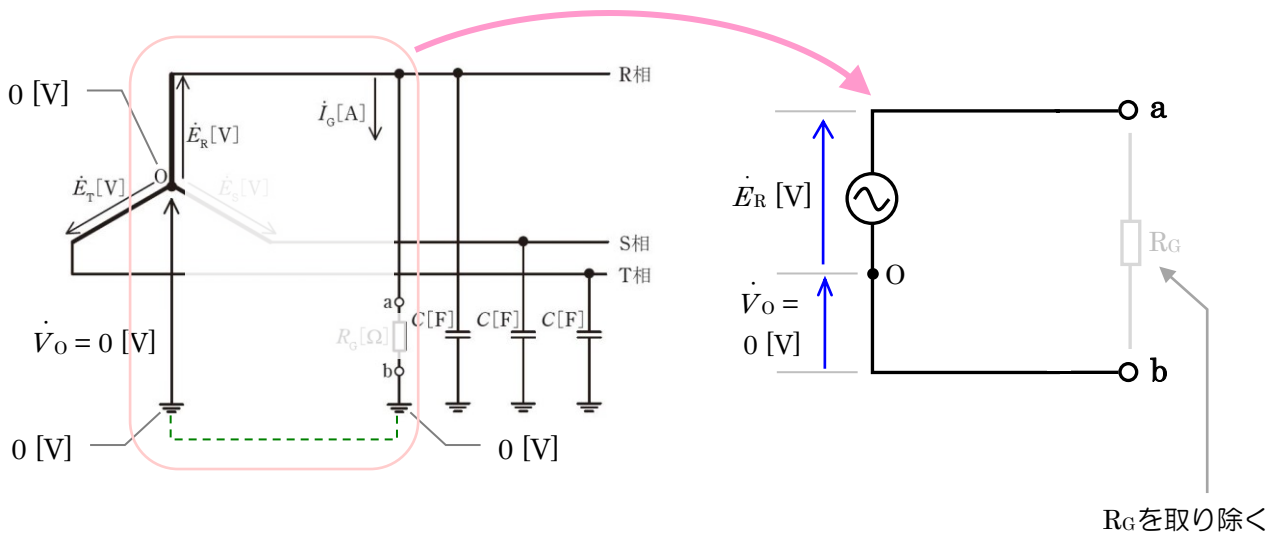 0 [V]
R相
İG[A]
ĖR[V]
O
ĖT[V]
ĖS[V]
S相
T相
a
C[F]
C[F]
C[F]
RG[Ω]
b
V̇O = 0 [V]
0 [V]
0 [V]
a
ĖR [V]
RG
O
V̇O =
0 [V]
b
RGを取り除く